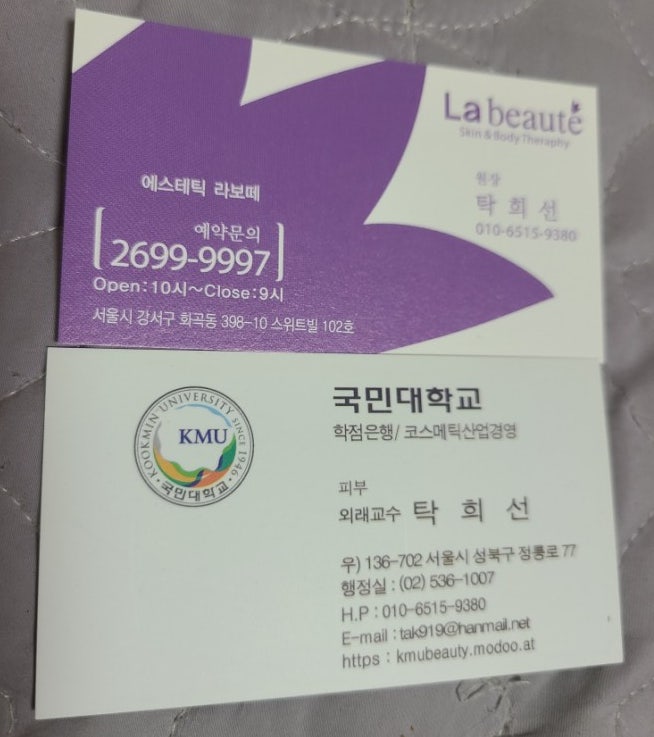 La beauté
Skin & Body Theraphy
원장
탁 희 선
010-6515-9380
에스테틱 라보떼
예약문의
2699-9997
Open:10시~Close:9시
서울시 강서구 화곡동 398-10 스위트빌 102호
KOOKMIN UNIVERSITY SINCE 1946
KMU
국민대학교
국민대학교
학점은행/ 코스메틱산업경영
피부
외래교수 탁 희 선
우) 136-702 서울시 성북구 정릉로 77
행정실 : (02) 536-1007
H.P : 010-6515-9380
E-mail : tak919@hanmail.net
https : kmubeauty.modoo.at